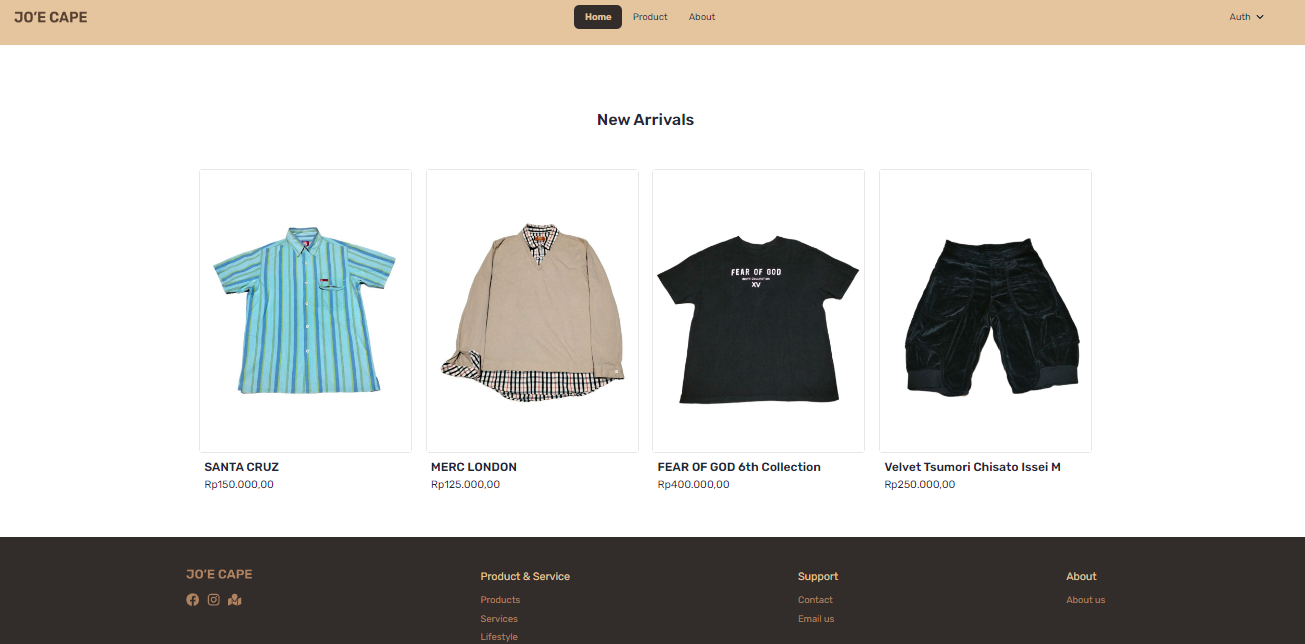 JO'E CAPE
Home Product About Auth
New Arrivals
FEAR OF GOD
XV
SANTA CRUZ
Rp150.000,00
MERC LONDON
Rp125.000,00
FEAR OF GOD 6th Collection
Rp400.000,00
Velvet Tsumori Chisato Issei M
Rp250.000,00
JO'E CAPE
Product & Service
Products
Services
Lifestyle
Support
Contact
Email us
About
About us